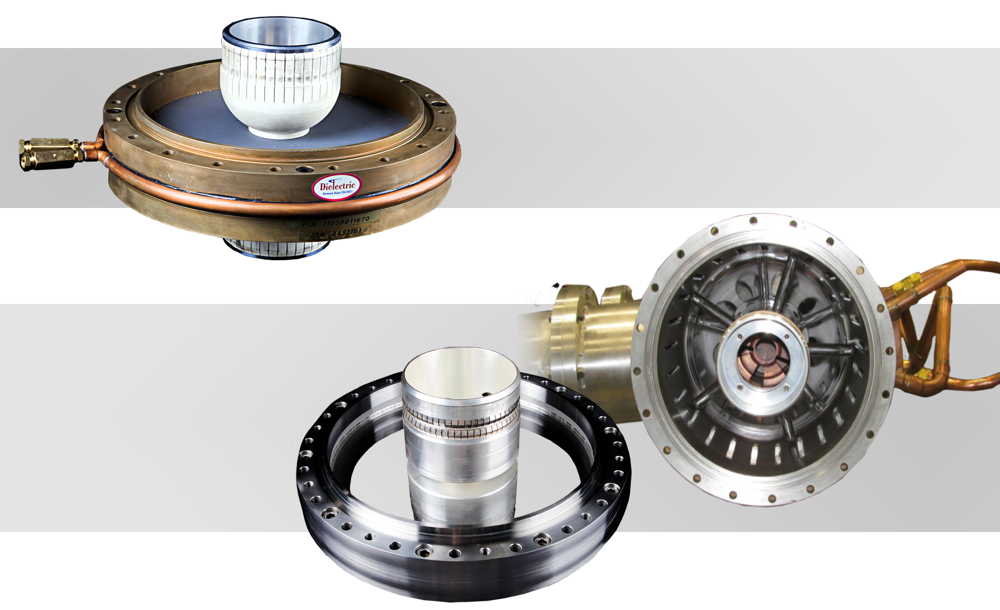 Dielectric
Raymond, Maine USA 04071
P\N 11000011670
S\N 0451101